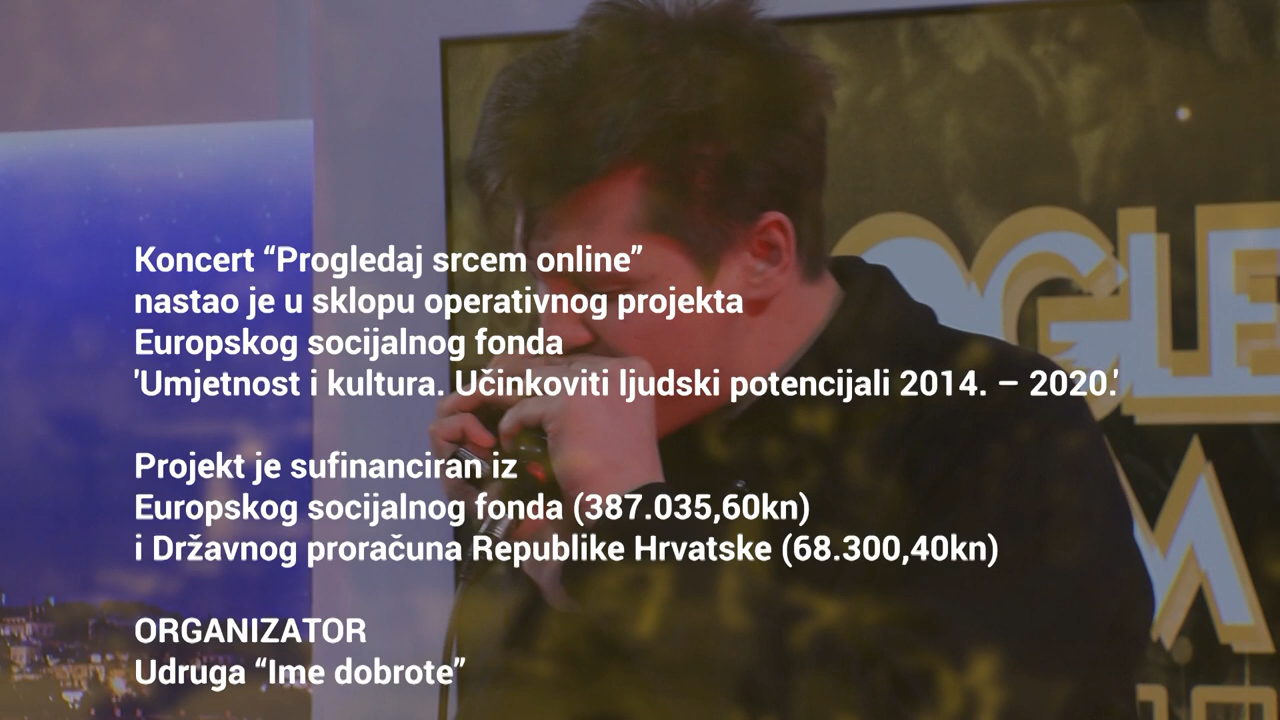 Koncert “Progledaj srcem online”
nastao je u sklopu operativnog projekta
Europskog socijalnog fonda
'Umjetnost i kultura. Učinkoviti ljudski potencijali 2014. – 2020.'
Projekt je sufinanciran iz
Europskog socijalnog fonda (387.035,60kn)
i Državnog proračuna Republike Hrvatske (68.300,40kn)
ORGANIZATOR
Udruga “Ime dobrote”
OGLE
M